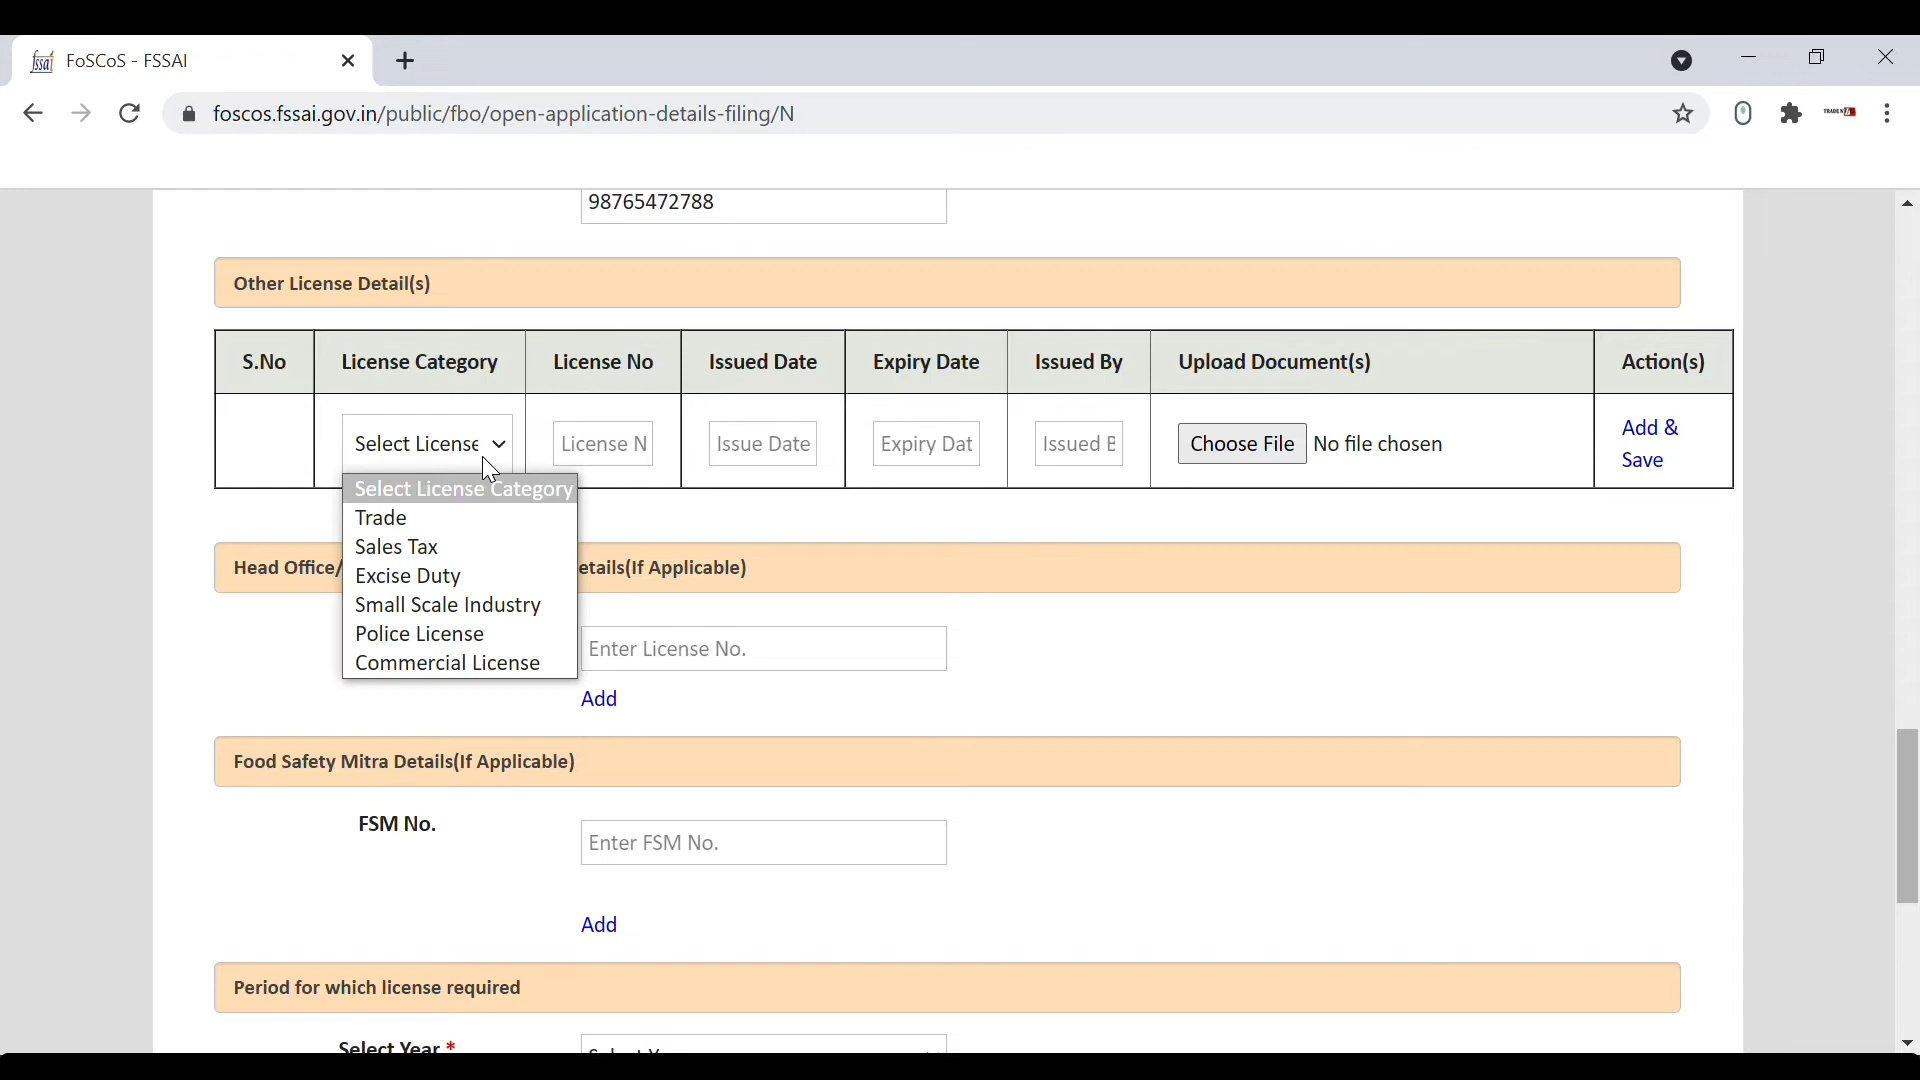 FoSCoS - FSSAI
foscos.fssai.gov.in/public/fbo/open-application-details-filing/N
98765472788
Other License Detail(s)
S.No License Category License No Issued Date Expiry Date Issued By Upload Document(s) Action(s)
Select License License N Issue Date Expiry Dat Issued B Choose File No file chosen Add &
Save
Select License Category
Trade
Sales Tax
Excise Duty
Small Scale Industry
Police License
Commercial License
Head Office/ etails(If Applicable)
Enter License No.
Add
Food Safety Mitra Details(If Applicable)
FSM No.
Enter FSM No.
Add
Period for which license required
Select Year *